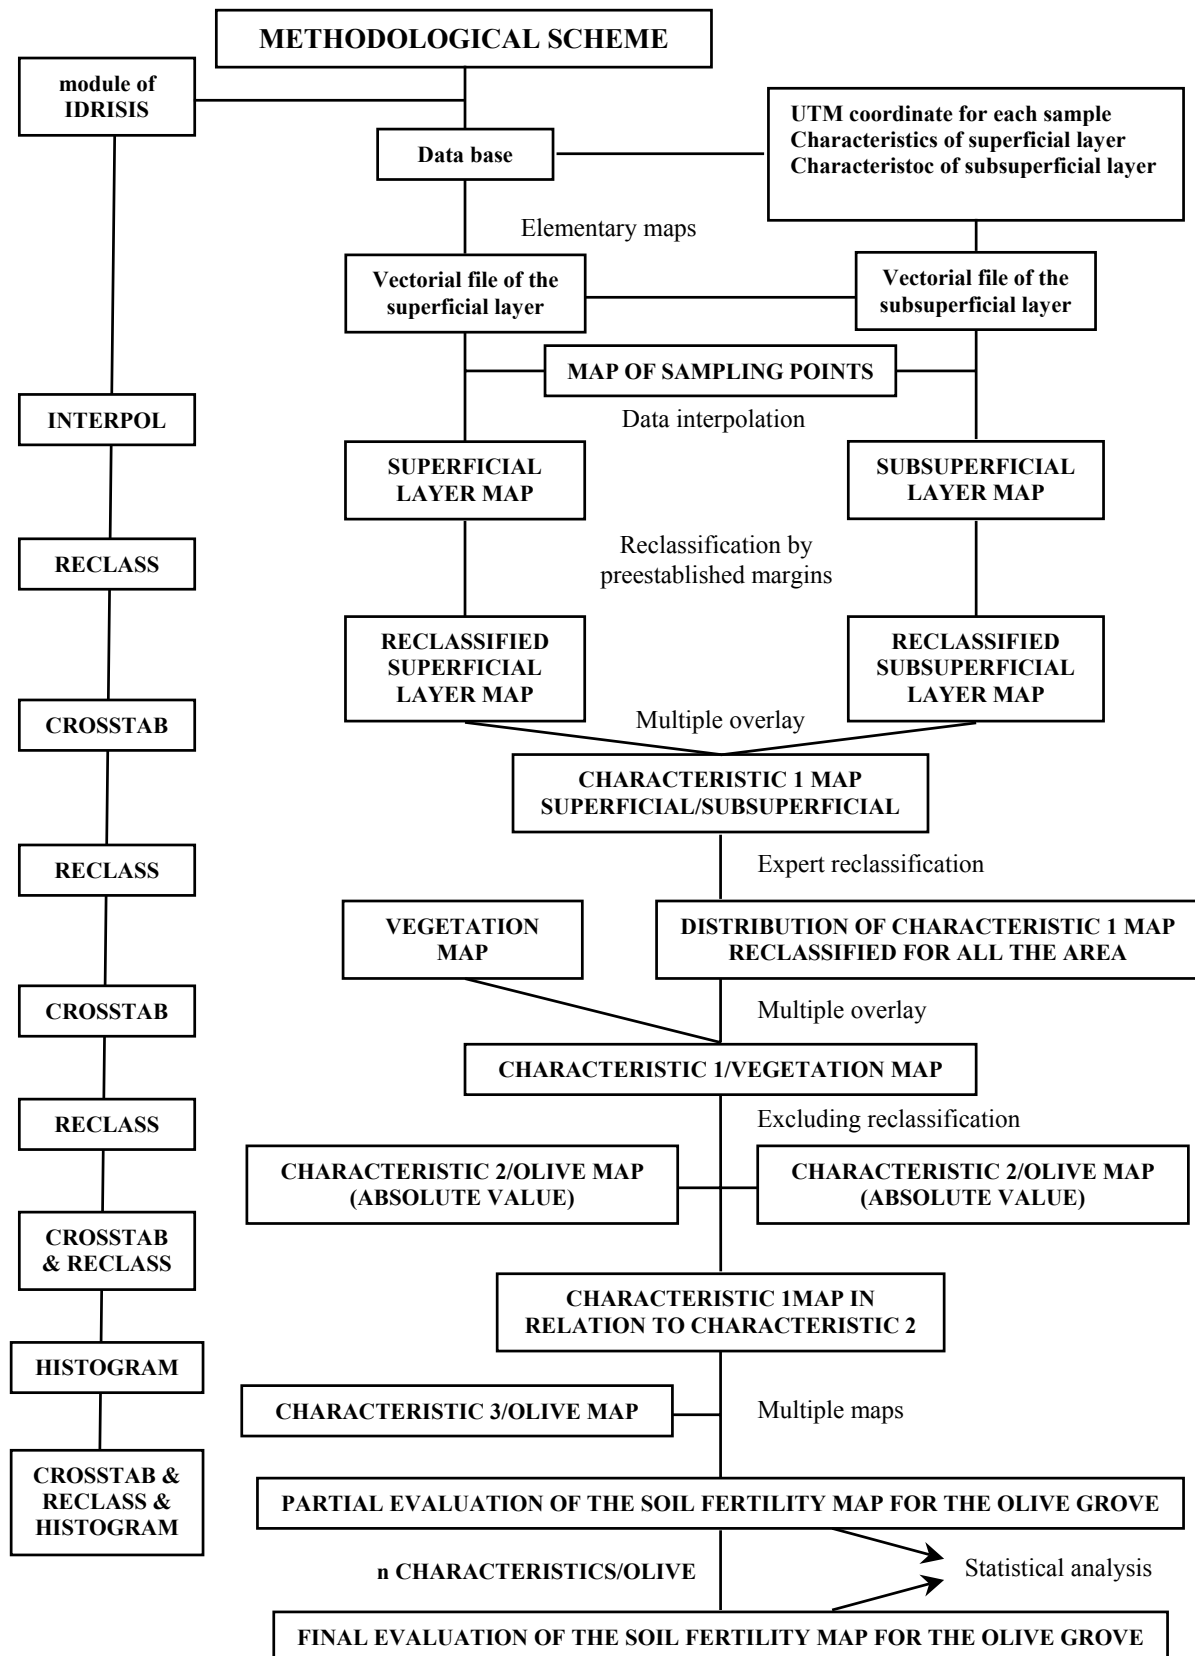 METHODOLOGICAL SCHEME
module of
IDRISIS
UTM coordinate for each sample
Characteristics of superficial layer
Characteristoc of subsuperficial layer
Data base
Elementary maps
Vectorial file of the
superficial layer
Vectorial file of the
subsuperficial layer
MAP OF SAMPLING POINTS
INTERPOL
Data interpolation
SUPERFICIAL
LAYER MAP
SUBSUPERFICIAL
LAYER MAP
RECLASS
Reclassification by
preestablished margins
RECLASSIFIED
SUPERFICIAL
LAYER MAP
RECLASSIFIED
SUBSUPERFICIAL
LAYER MAP
CROSSTAB
Multiple overlay
CHARACTERISTIC 1 MAP
SUPERFICIAL/SUBSUPERFICIAL
RECLASS
Expert reclassification
VEGETATION
MAP
DISTRIBUTION OF CHARACTERISTIC 1 MAP
RECLASSIFIED FOR ALL THE AREA
CROSSTAB
Multiple overlay
CHARACTERISTIC 1/VEGETATION MAP
RECLASS
Excluding reclassification
CHARACTERISTIC 2/OLIVE MAP
(ABSOLUTE VALUE)
CHARACTERISTIC 2/OLIVE MAP
(ABSOLUTE VALUE)
CROSSTAB
& RECLASS
CHARACTERISTIC 1MAP IN
RELATION TO CHARACTERISTIC 2
HISTOGRAM
CHARACTERISTIC 3/OLIVE MAP
Multiple maps
CROSSTAB &
RECLASS &
HISTOGRAM
PARTIAL EVALUATION OF THE SOIL FERTILITY MAP FOR THE OLIVE GROVE
n CHARACTERISTICS/OLIVE
Statistical analysis
FINAL EVALUATION OF THE SOIL FERTILITY MAP FOR THE OLIVE GROVE